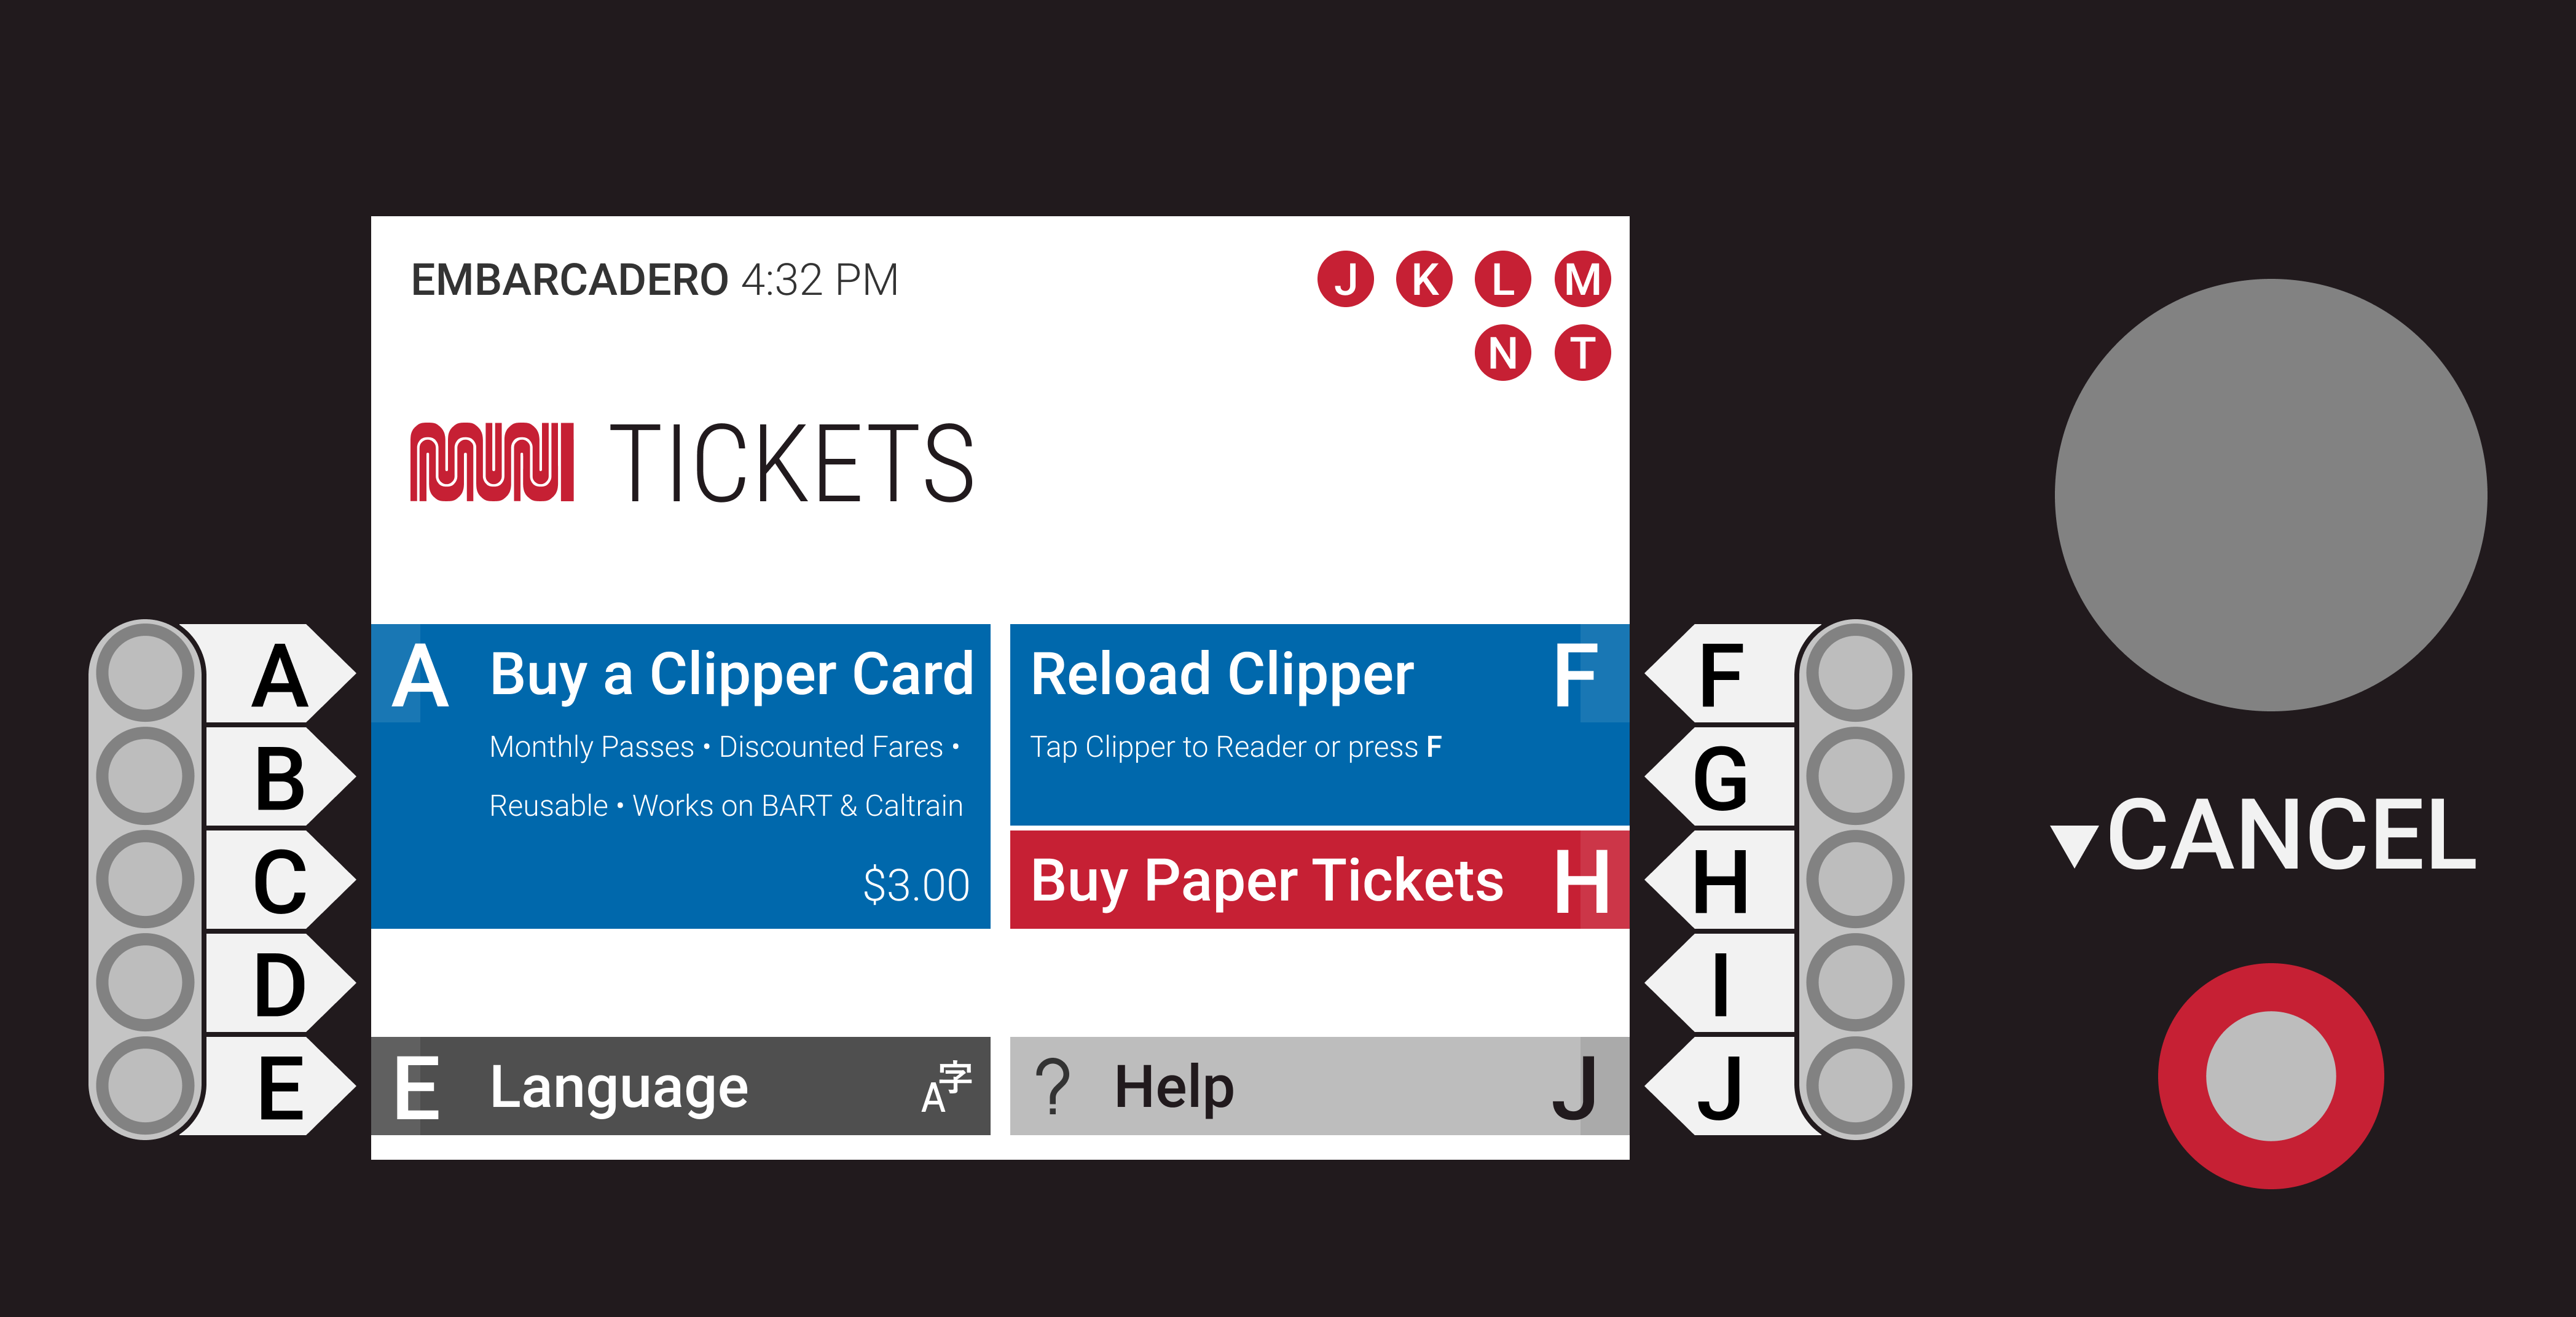 EMBARCADERO 4:32 PM
J K L M
N T
MUNI TICKETS
A
B
C
D
E
A Buy a Clipper Card
Monthly Passes • Discounted Fares •
Reusable • Works on BART & Caltrain
$3.00
Reload Clipper F
Tap Clipper to Reader or press F
Buy Paper Tickets H
E Language A字
? Help J
F
G
H
I
J
▼CANCEL